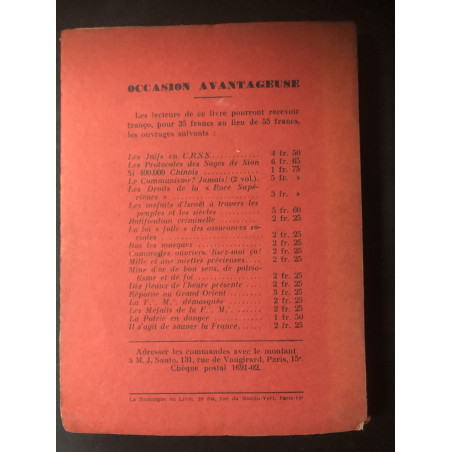 OCCASION AVANTAGEUSE
Les lecteurs de ce livre pourront recevoir
franço, pour 35 francs au lieu de 55 francs,
les ouvrages suivants :
Les Juifs en U.R.S.S. 4 fr. 50
Les Protocoles des Sages de Sion 6 fr. 65
Si 400.000 Chinois 1 fr. 75
Le Communisme? Jamais! (2 vol.). 5 fr. »
Les Droits de la « Race Supé-
rieure » 3 fr. »
Les méfaits d'Israël à travers les
peuples et les siècles 5 fr. 60
Ratification criminelle 2 fr. 25
La loi « folle » des assurances so-
ciales 2 fr. 25
Bas les masques 2 fr. 25
Camarades ouvriers, lisez-moi ça! 2 fr. 25
Mille et une miettes précieuses 2 fr. 25
Mine d'or de bon sens, de patrio-
tisme et de foi 2 fr. 25
Dix fléaux de l'heure présente 2 fr. 25
Réponse au Grand-Orient 3 fr. 25
La F∴ M∴ démasquée 2 fr. 25
Les Méfaits de la F∴ M∴ 2 fr. 25
La Patrie en danger 1 fr. 50
Il s'agit de sauver la France 2 fr. 25
Adresser les commandes avec le montant
à M. J. Santo, 131, rue de Vaugirard, Paris, 15e
Chèque postal 1691-02.